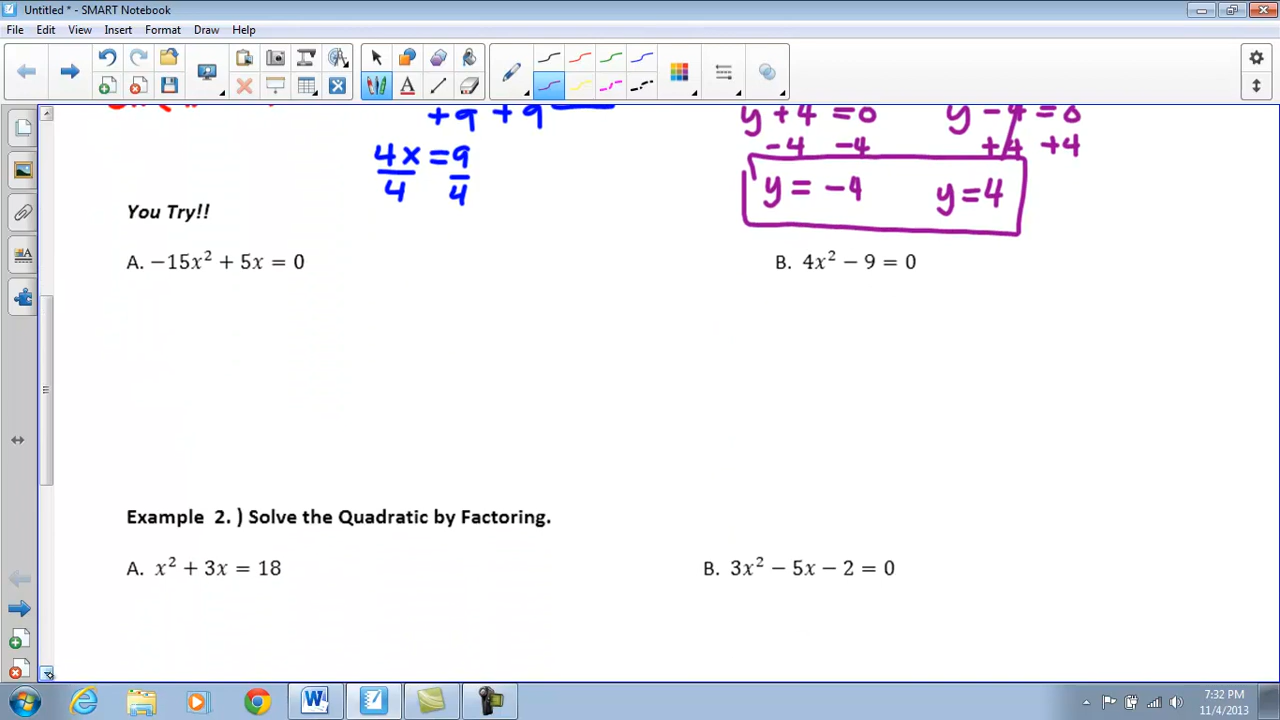 Untitled * - SMART Notebook
File Edit View Insert Format Draw Help
+9 +9
4x = 9
4 4
y + 4 = 0 y - 4 = 0
-4 -4 +4 +4
y = -4 y = 4
You Try!!
A. −15x² + 5x = 0 B. 4x² − 9 = 0
Example 2. ) Solve the Quadratic by Factoring.
A. x² + 3x = 18 B. 3x² − 5x − 2 = 0
7:32 PM
11/4/2013